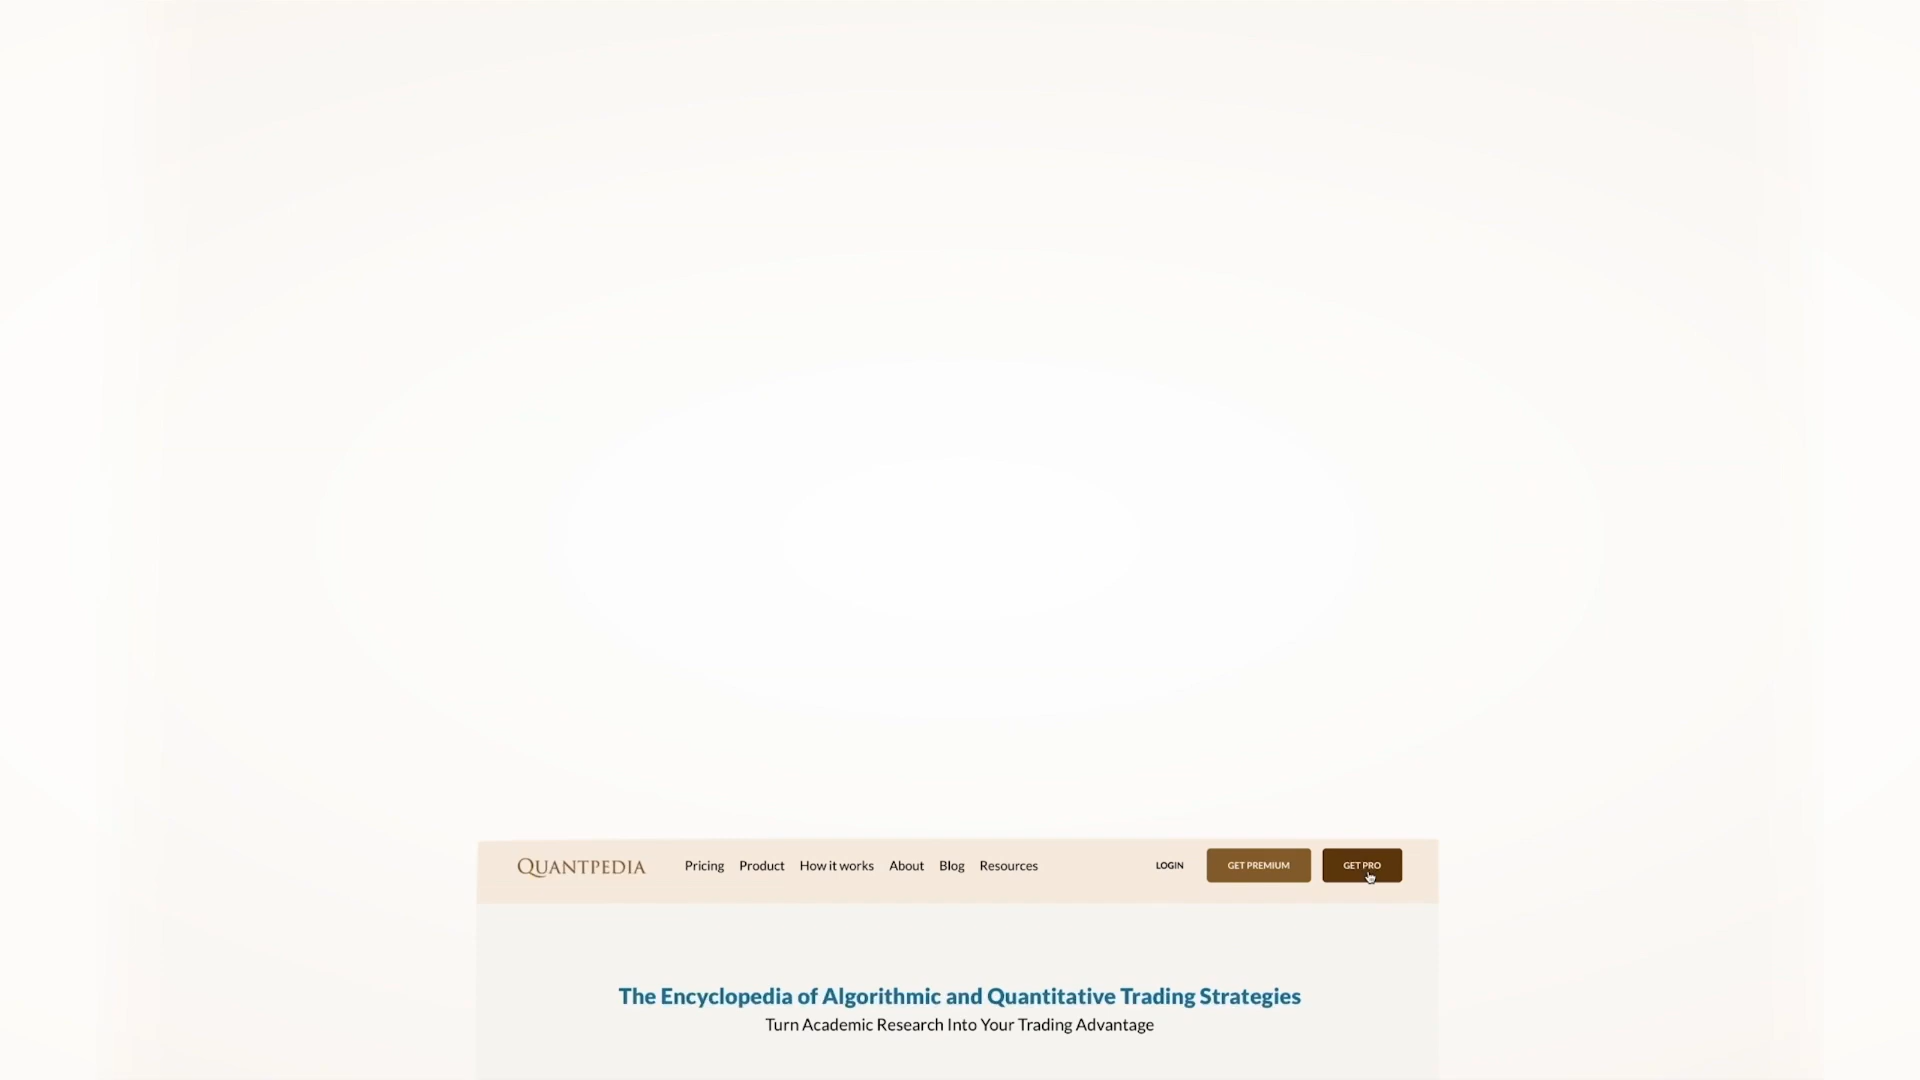 QUANTPEDIA Pricing Product How it works About Blog Resources LOGIN GET PREMIUM GET PRO
The Encyclopedia of Algorithmic and Quantitative Trading Strategies
Turn Academic Research Into Your Trading Advantage